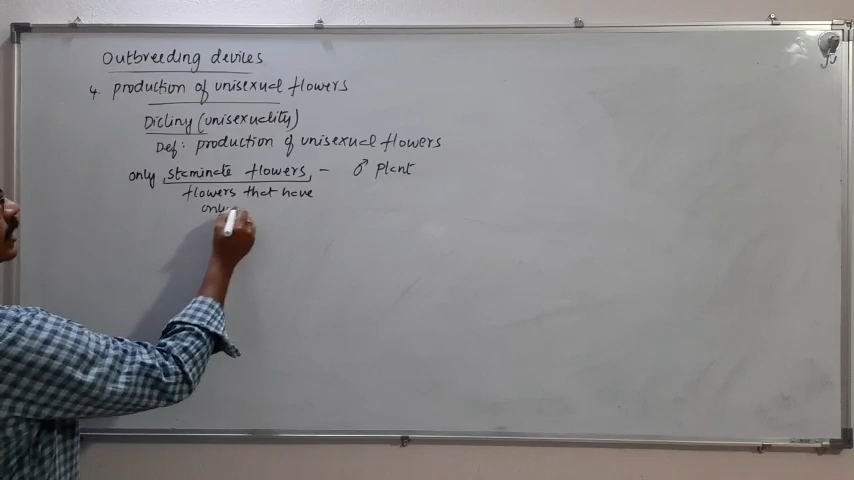 Outbreeding devices
4. production of unisexual flowers
Dicliny (unisexuality)
Def: production of unisexual flowers
only staminate flowers - ♂ plant
flowers that have
only